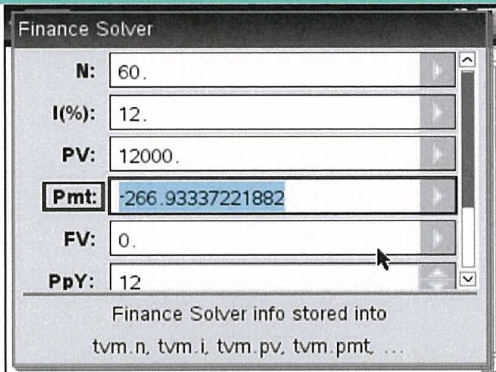 Finance Solver
N: 60.
I(%): 12.
PV: 12000.
Pmt: -266.93337221882
FV: 0.
PpY: 12
Finance Solver info stored into
tvm.n, tvm.i, tvm.pv, tvm.pmt, ...